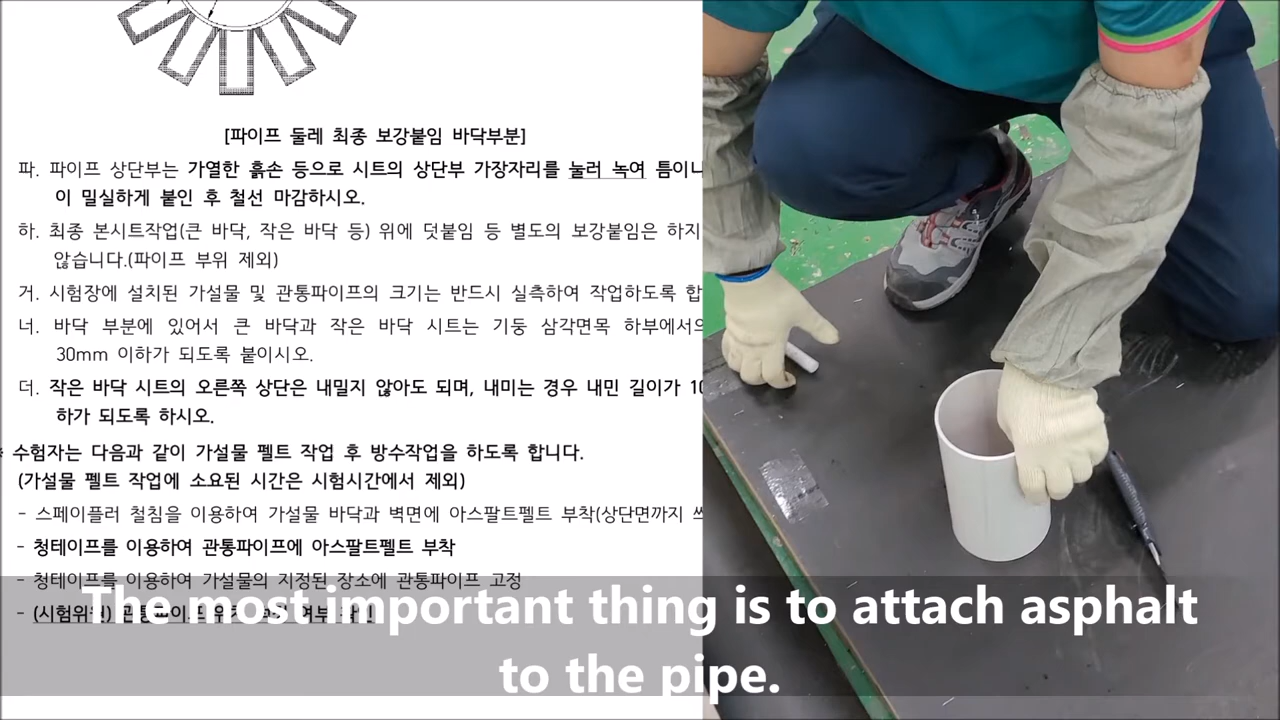 [파이프 둘레 최종 보강붙임 바닥부분]
파. 파이프 상단부는 가열한 흙손 등으로 시트의 상단부 가장자리를 눌러 녹여 틈이나
이 밀실하게 붙인 후 철선 마감하시오.
하. 최종 본시트작업(큰 바닥, 작은 바닥 등) 위에 덧붙임 등 별도의 보강붙임은 하지
않습니다.(파이프 부위 제외)
거. 시험장에 설치된 가설물 및 관통파이프의 크기는 반드시 실측하여 작업하도록 합
너. 바닥 부분에 있어서 큰 바닥과 작은 바닥 시트는 기둥 삼각면목 하부에서
30mm 이하가 되도록 붙이시오.
더. 작은 바닥 시트의 오른쪽 상단은 내밀지 않아도 되며, 내미는 경우 내민 길이가
하가 되도록 하시오.
수험자는 다음과 같이 가설물 펠트 작업 후 방수작업을 하도록 합니다.
(가설물 펠트 작업에 소요된 시간은 시험시간에서 제외)
- 스페이플러 철침을 이용하여 가설물 바닥과 벽면에 아스팔트펠트 부착(상단면까지
- 청테이프를 이용하여 관통파이프에 아스팔트펠트 부착
- 청테이프를 이용하여 가설물의 지정된 장소에 관통파이프 고정
- (시험위원) 관통파이프
The most important thing is to attach asphalt
to the pipe.